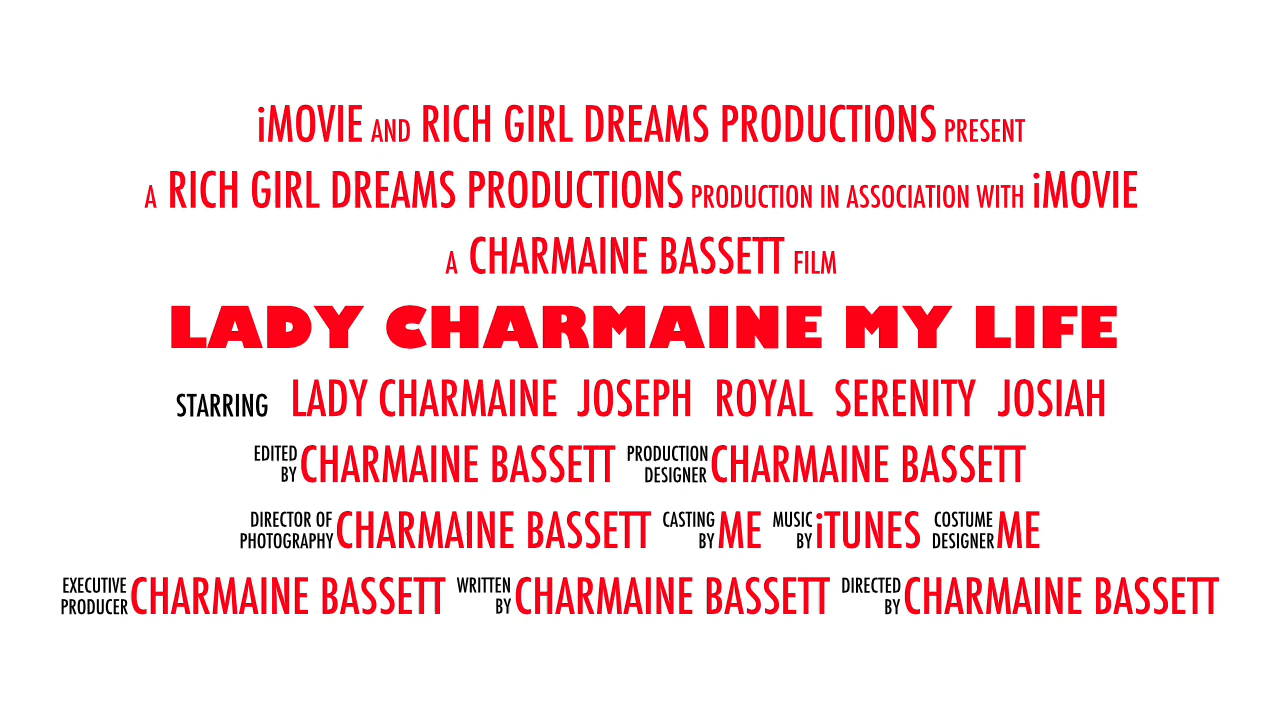 iMOVIE AND RICH GIRL DREAMS PRODUCTIONS PRESENT
A RICH GIRL DREAMS PRODUCTIONS PRODUCTION IN ASSOCIATION WITH iMOVIE
A CHARMAINE BASSETT FILM
LADY CHARMAINE MY LIFE
STARRING LADY CHARMAINE JOSEPH ROYAL SERENITY JOSIAH
EDITED BY CHARMAINE BASSETT PRODUCTION DESIGNER CHARMAINE BASSETT
DIRECTOR OF PHOTOGRAPHY CHARMAINE BASSETT CASTING BY ME MUSIC BY iTUNES COSTUME DESIGNER ME
EXECUTIVE PRODUCER CHARMAINE BASSETT WRITTEN BY CHARMAINE BASSETT DIRECTED BY CHARMAINE BASSETT